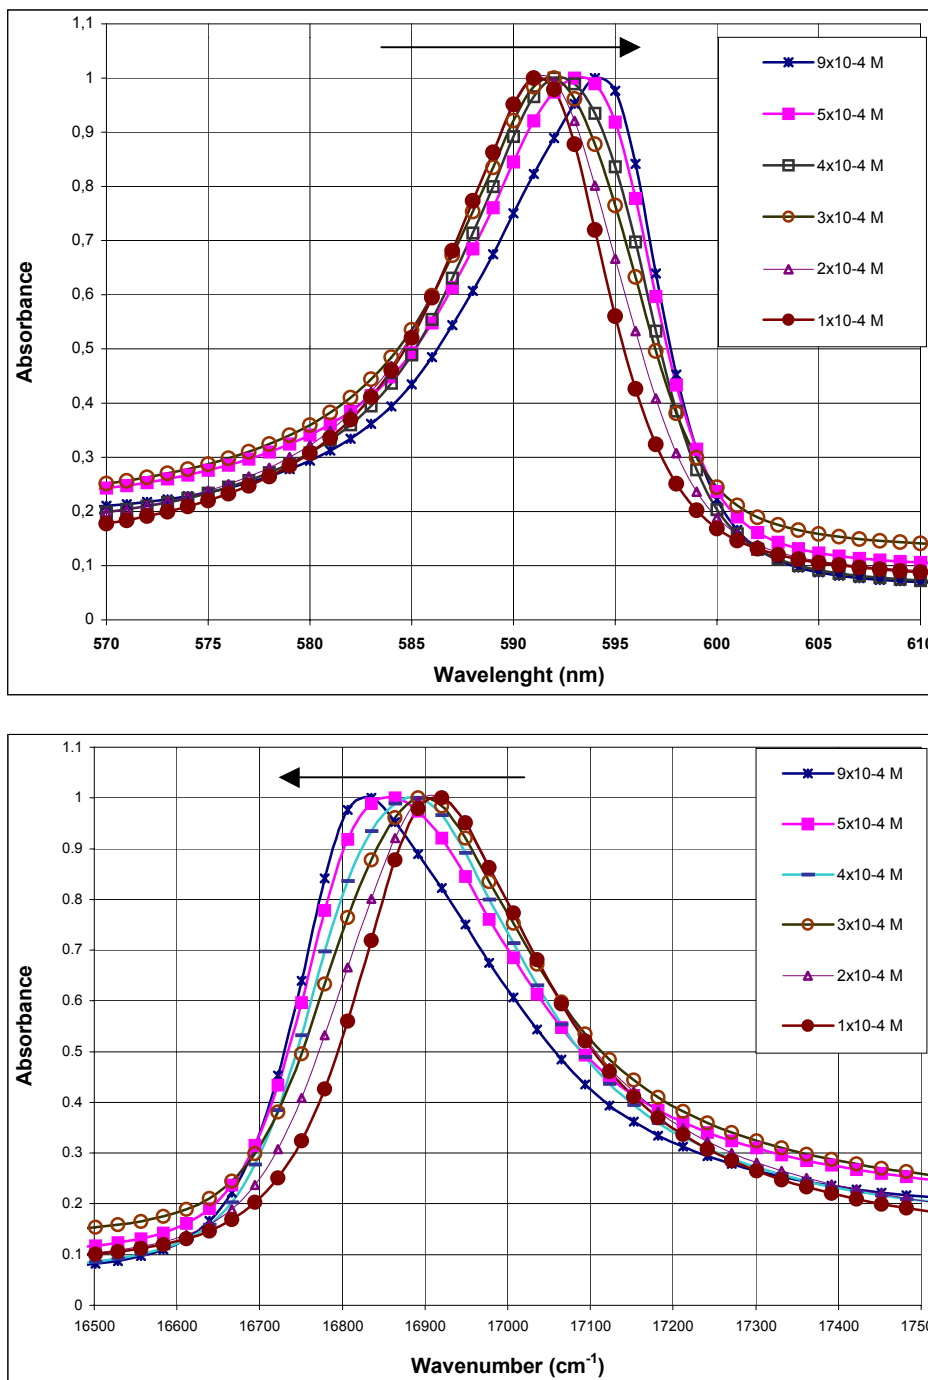 1,1
1
0,9
0,8
0,7
0,6
0,5
0,4
0,3
0,2
0,1
0
Absorbance
570 575 580 585 590 595 600 605 610
Wavelenght (nm)
9x10-4 M
5x10-4 M
4x10-4 M
3x10-4 M
2x10-4 M
1x10-4 M
1.1
1
0.9
0.8
0.7
0.6
0.5
0.4
0.3
0.2
0.1
0
Absorbance
16500 16600 16700 16800 16900 17000 17100 17200 17300 17400 1750
Wavenumber (cm-1)
9x10-4 M
5x10-4 M
4x10-4 M
3x10-4 M
2x10-4 M
1x10-4 M